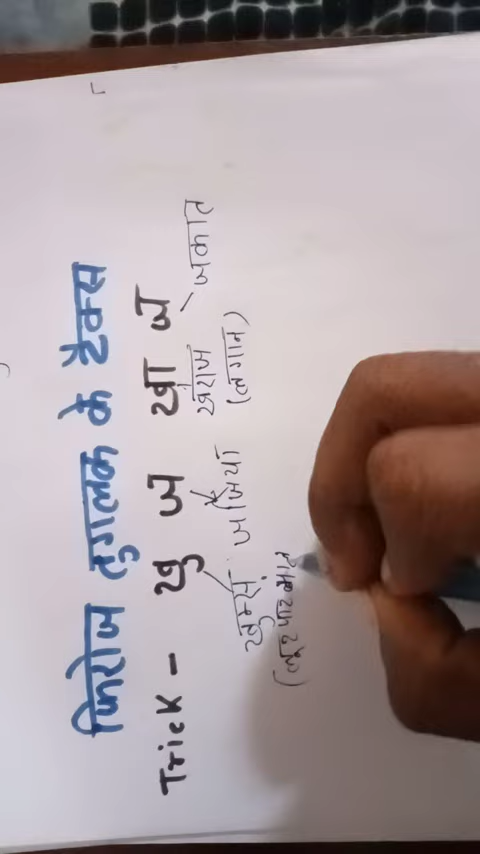 फिरोज तुगलक के टैक्स
Trick - खु ज खा ज
खुम्स जजिया खराज जकात
(लूट पाट में (लगान)